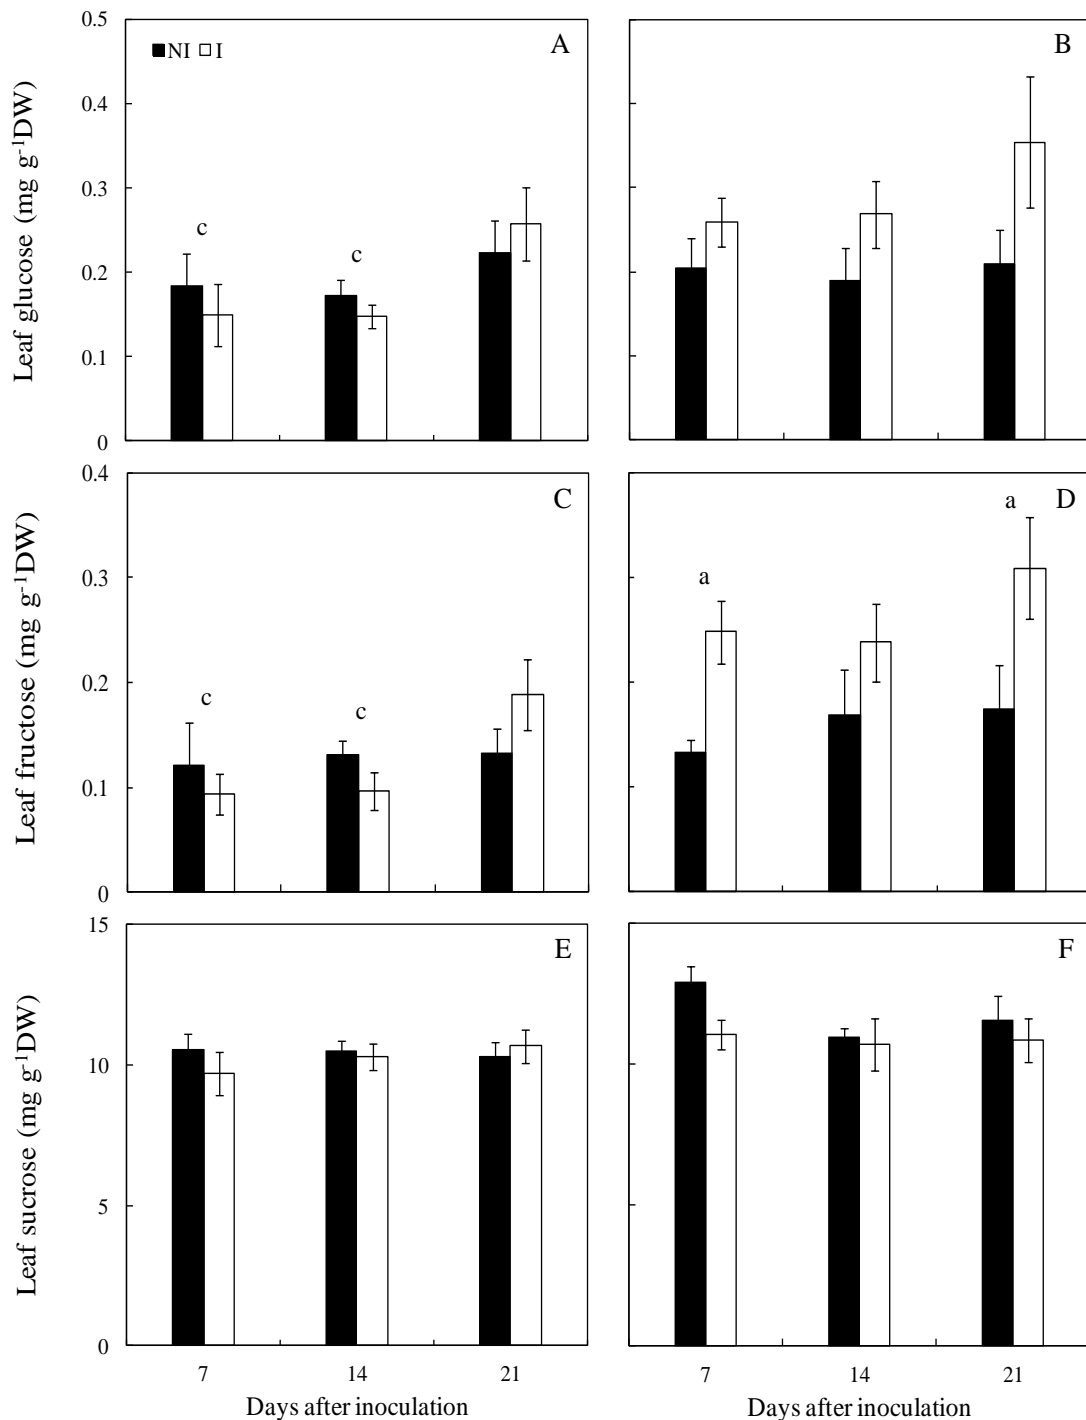 Leaf glucose (mg g-1DW)
0.5
0.4
0.3
0.2
0.1
0
NI I
A
c
c
B
Leaf fructose (mg g-1DW)
0.4
0.3
0.2
0.1
0
C
c
c
D
a
a
Leaf sucrose (mg g-1DW)
15
10
5
0
E
F
7 14 21
7 14 21
Days after inoculation
Days after inoculation